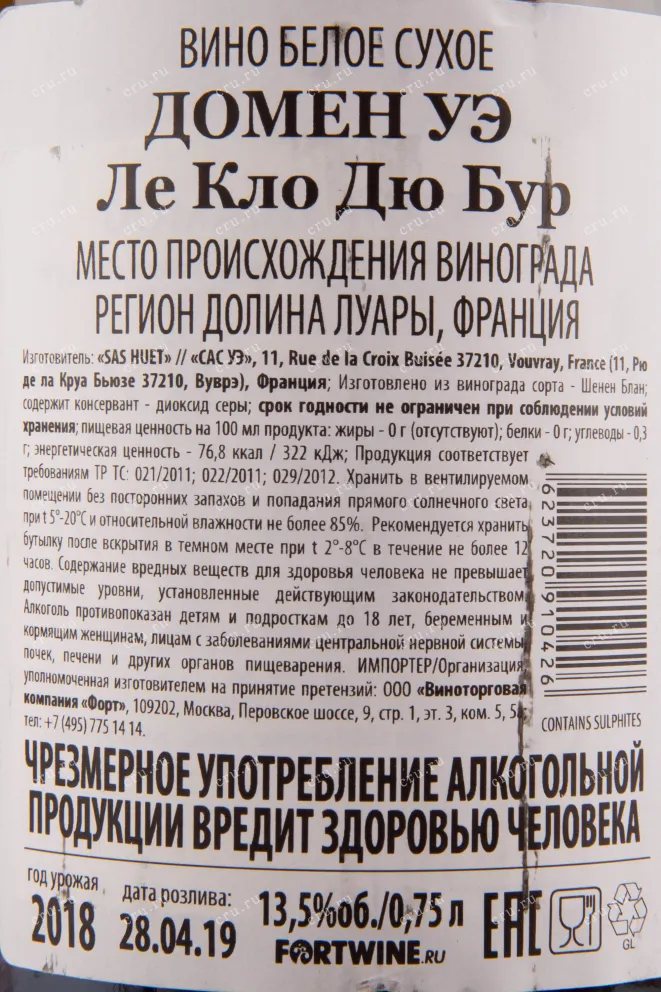 ВИНО БЕЛОЕ СУХОЕ
ДОМЕН УЭ
Ле Кло Дю Бур
МЕСТО ПРОИСХОЖДЕНИЯ ВИНОГРАДА
РЕГИОН ДОЛИНА ЛУАРЫ, ФРАНЦИЯ
Изготовитель: «SAS HUET» // «САС УЭ», 11, Rue de la Croix Buisée 37210, Vouvray, France (11, Рю
де ла Круа Бьюзе 37210, Вуврэ), Франция; Изготовлено из винограда сорта - Шенен Блан;
содержит консервант - диоксид серы; срок годности не ограничен при соблюдении условий
хранения; пищевая ценность на 100 мл продукта: жиры - 0 г (отсутствуют); белки - 0 г; углеводы - 0,3
г; энергетическая ценность - 76,8 ккал / 322 кДж; Продукция соответствует
требованиям ТР ТС: 021/2011; 022/2011; 029/2012. Хранить в вентилируемом
помещении без посторонних запахов и попадания прямого солнечного света
при t 5°-20°С и относительной влажности не более 85%. Рекомендуется хранить
бутылку после вскрытия в темном месте при t 2°-8°С в течение не более 12
часов. Содержание вредных веществ для здоровья человека не превышает
допустимые уровни, установленные действующим законодательством.
Алкоголь противопоказан детям и подросткам до 18 лет, беременным и
кормящим женщинам, лицам с заболеваниями центральной нервной системы,
почек, печени и других органов пищеварения. ИМПОРТЕР/Организация,
уполномоченная изготовителем на принятие претензий: ООО «Виноторговая
компания «Форт», 109202, Москва, Перовское шоссе, 9, стр. 1, эт. 3, ком. 5, 5а;
тел: +7 (495) 775 14 14.
623720 910426
CONTAINS SULPHITES
ЧРЕЗМЕРНОЕ УПОТРЕБЛЕНИЕ АЛКОГОЛЬНОЙ
ПРОДУКЦИИ ВРЕДИТ ЗДОРОВЬЮ ЧЕЛОВЕКА
год урожая
2018
дата розлива:
28.04.19
13,5%об./0,75 л
FORTWINE.RU
EAC
GL